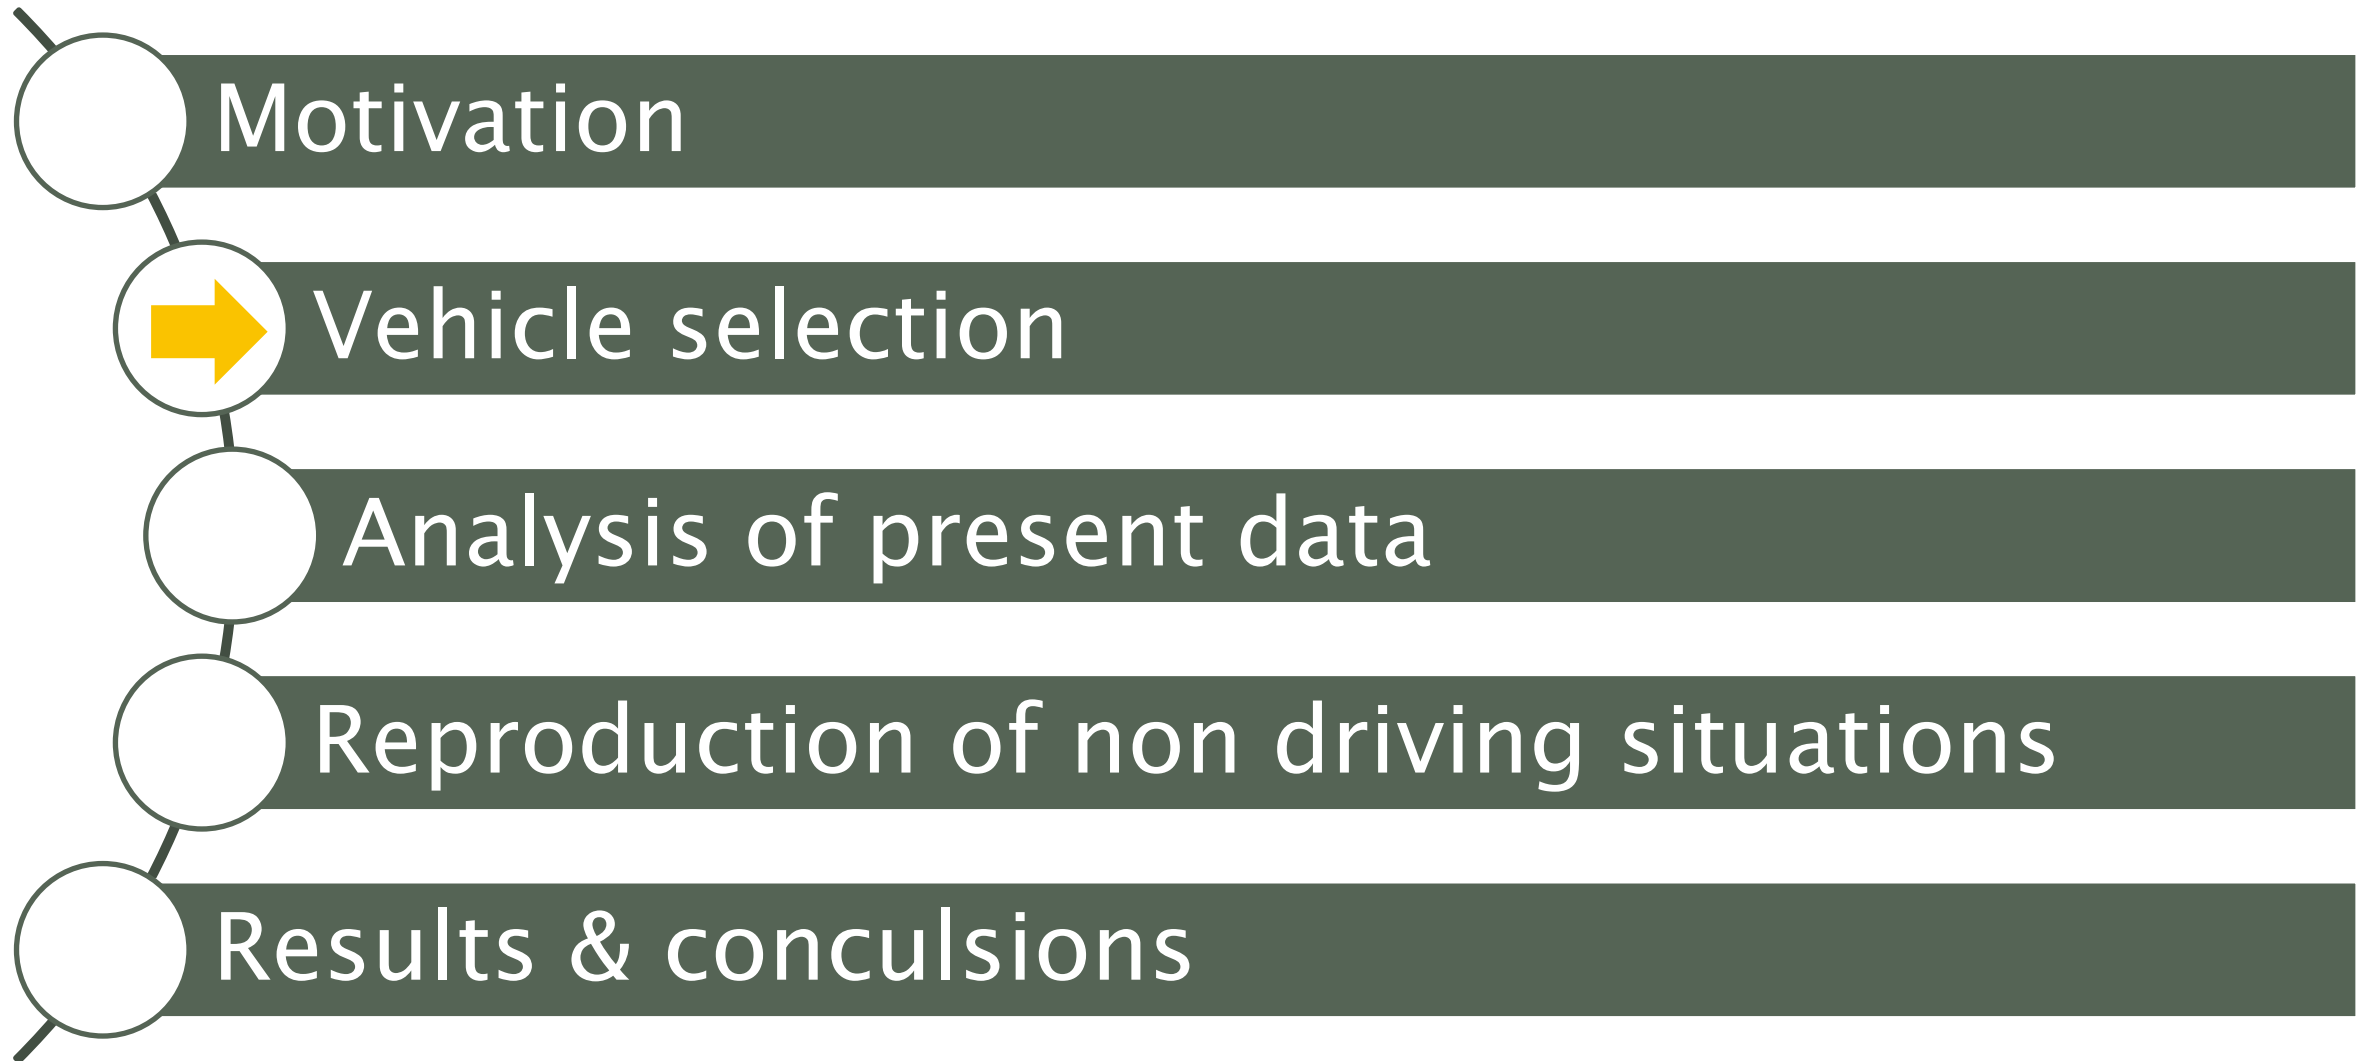 Motivation
Vehicle selection
Analysis of present data
Reproduction of non driving situations
Results & conculsions